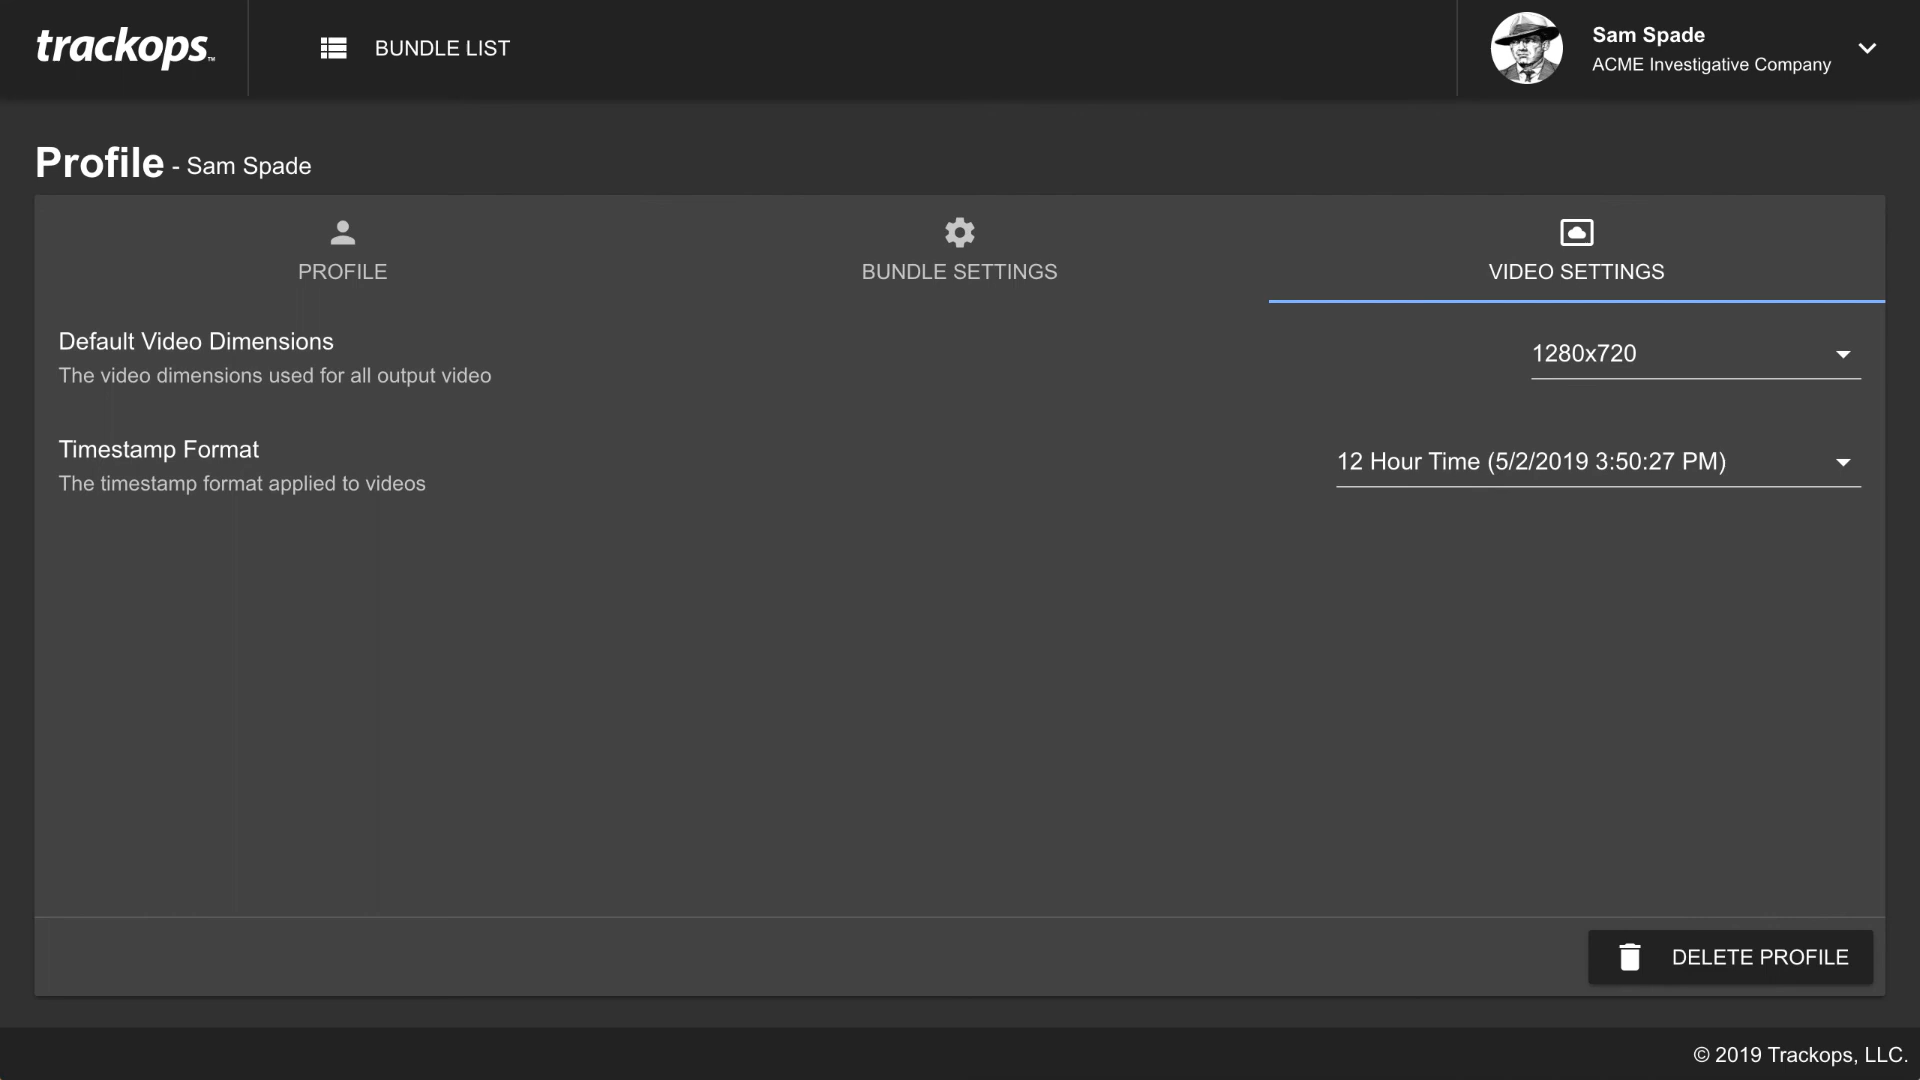 trackops™
BUNDLE LIST
Sam Spade
ACME Investigative Company
Profile - Sam Spade
PROFILE
BUNDLE SETTINGS
VIDEO SETTINGS
Default Video Dimensions
The video dimensions used for all output video
1280x720
Timestamp Format
The timestamp format applied to videos
12 Hour Time (5/2/2019 3:50:27 PM)
DELETE PROFILE
© 2019 Trackops, LLC.